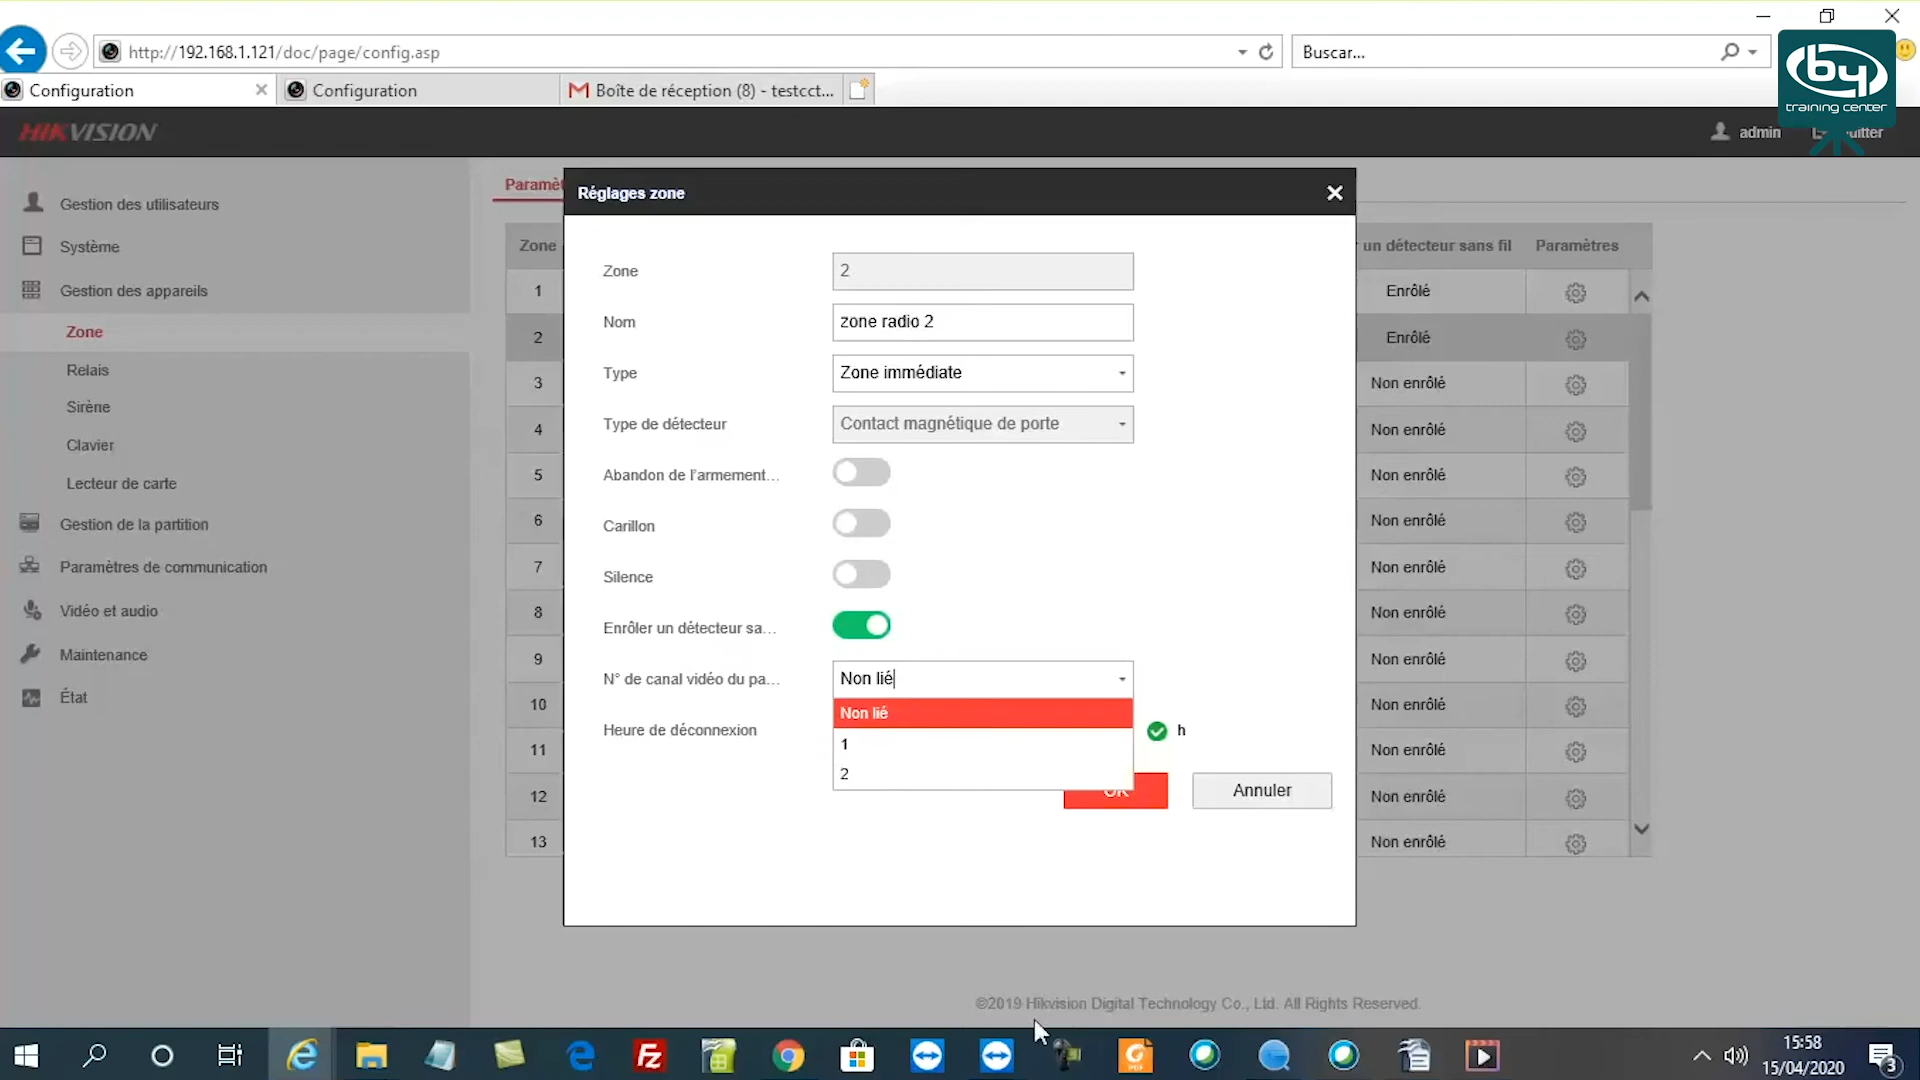 http://192.168.1.121/doc/page/config.asp
Buscar...
Configuration
Configuration
Boîte de réception (8) - testcct...
by
training center
HIKVISION
admin
Gestion des utilisateurs
Système
Gestion des appareils
Zone
Relais
Sirène
Clavier
Lecteur de carte
Gestion de la partition
Paramètres de communication
Vidéo et audio
Maintenance
État
Réglages zone
Zone
2
Nom
zone radio 2
Type
Zone immédiate
Type de détecteur
Contact magnétique de porte
Abandon de l'armement...
Carillon
Silence
Enrôler un détecteur sa...
N° de canal vidéo du pa...
Non lié
Non lié
1
2
Heure de déconnexion
h
OK
Annuler
Zone
un détecteur sans fil
Paramètres
1
Enrôlé
2
Enrôlé
3
Non enrôlé
4
Non enrôlé
5
Non enrôlé
6
Non enrôlé
7
Non enrôlé
8
Non enrôlé
9
Non enrôlé
10
Non enrôlé
11
Non enrôlé
12
Non enrôlé
13
Non enrôlé
©2019 Hikvision Digital Technology Co., Ltd. All Rights Reserved.
15:58
15/04/2020
3